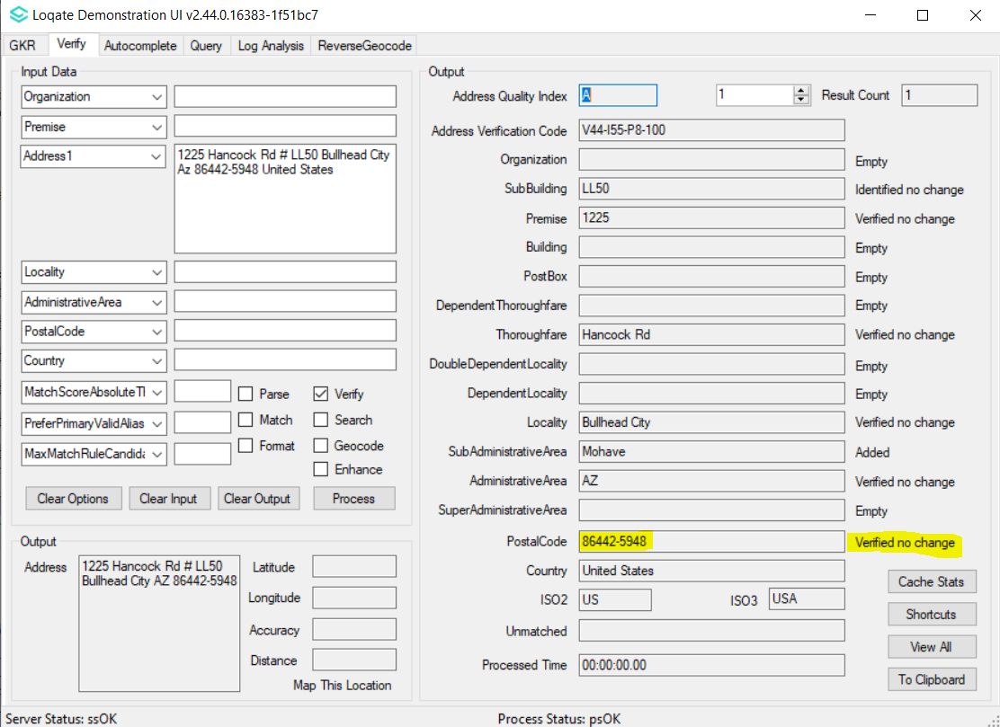 Loqate Demonstration UI v2.44.0.16383-1f51bc7
GKR Verify Autocomplete Query Log Analysis ReverseGeocode
Input Data
Organization
Premise
Address1
1225 Hancock Rd # LL50 Bullhead City
Az 86442-5948 United States
Locality
AdministrativeArea
PostalCode
Country
MatchScoreAbsoluteTl
PreferPrimaryValidAlias
MaxMatchRuleCandida
Parse
Verify
Match
Search
Format
Geocode
Enhance
Clear Options
Clear Input
Clear Output
Process
Output
Address
1225 Hancock Rd # LL50
Bullhead City AZ 86442-5948
Latitude
Longitude
Accuracy
Distance
Map This Location
Output
Address Quality Index A 1 Result Count 1
Address Verification Code V44-I55-P8-100
Organization Empty
SubBuilding LL50 Identified no change
Premise 1225 Verified no change
Building Empty
PostBox Empty
DependentThoroughfare Empty
Thoroughfare Hancock Rd Verified no change
DoubleDependentLocality Empty
DependentLocality Empty
Locality Bullhead City Verified no change
SubAdministrativeArea Mohave Added
AdministrativeArea AZ Verified no change
SuperAdministrativeArea Empty
PostalCode 86442-5948 Verified no change
Country United States
ISO2 US ISO3 USA
Unmatched
Processed Time 00:00:00.00
Cache Stats
Shortcuts
View All
To Clipboard
Server Status: ssOK
Process Status: psOK